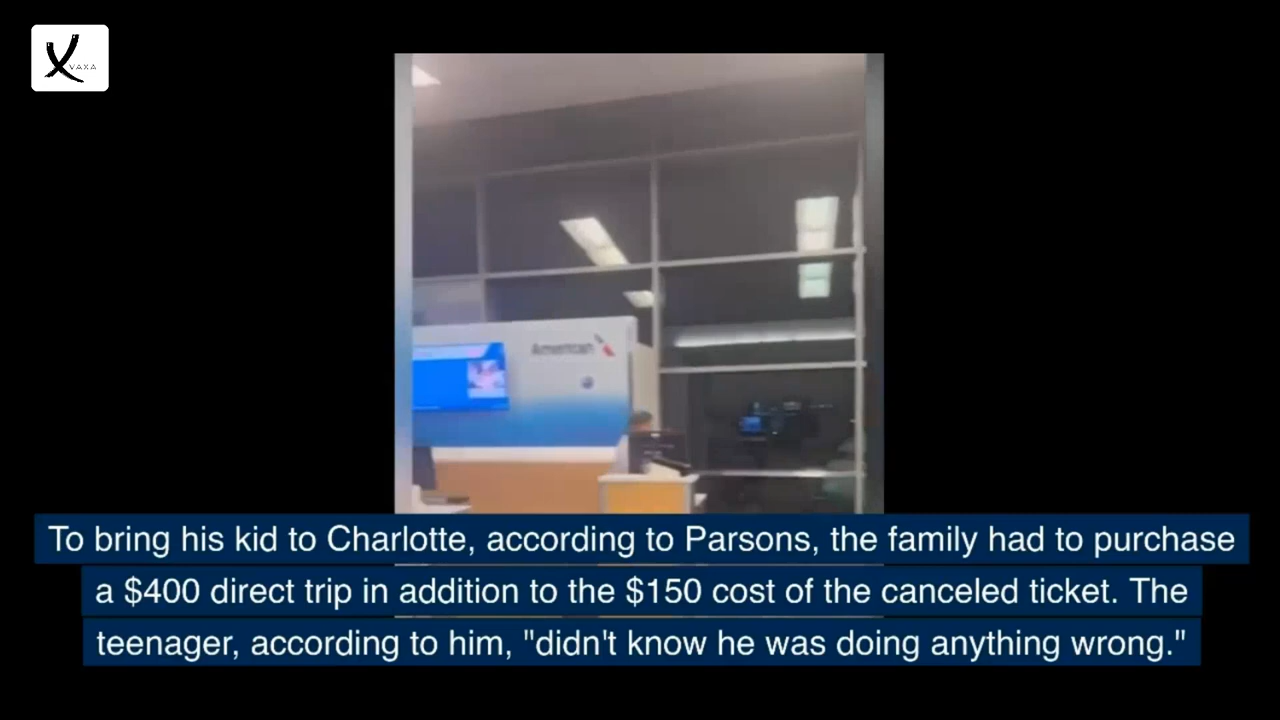 VAXA
American
To bring his kid to Charlotte, according to Parsons, the family had to purchase
a $400 direct trip in addition to the $150 cost of the canceled ticket. The
teenager, according to him, "didn't know he was doing anything wrong."